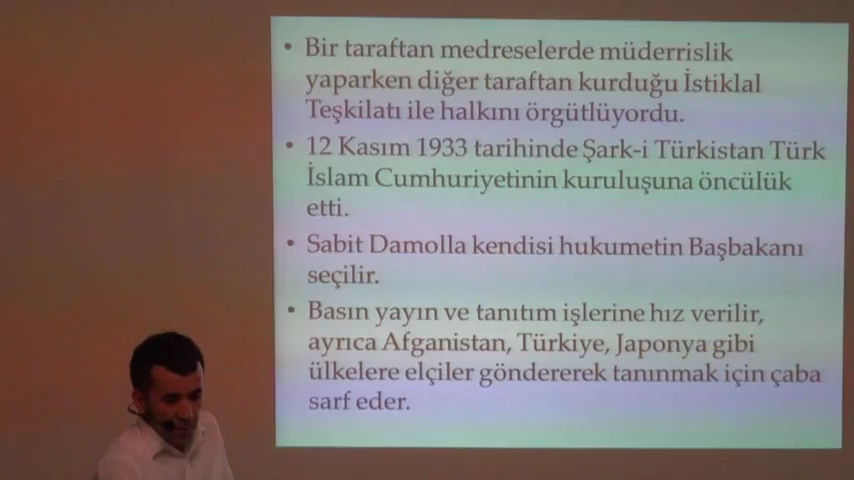 • Bir taraftan medreselerde müderrislik
yaparken diğer taraftan kurduğu İstiklal
Teşkilatı ile halkını örgütlüyordu.
• 12 Kasım 1933 tarihinde Şark-i Türkistan Türk
İslam Cumhuriyetinin kuruluşuna öncülük
etti.
• Sabit Damolla kendisi hukumetin Başbakanı
seçilir.
• Basın yayın ve tanıtım işlerine hız verilir,
ayrıca Afganistan, Türkiye, Japonya gibi
ülkelere elçiler göndererek tanınmak için çaba
sarf eder.